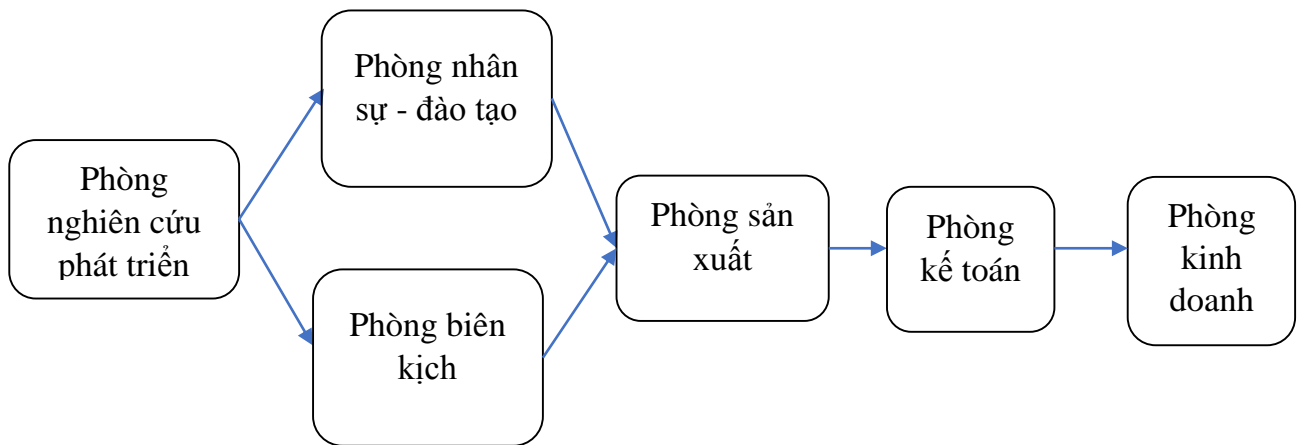 Phòng
nghiên cứu
phát triển
Phòng nhân
sự - đào tạo
Phòng biên
kịch
Phòng sản
xuất
Phòng
kế toán
Phòng
kinh
doanh